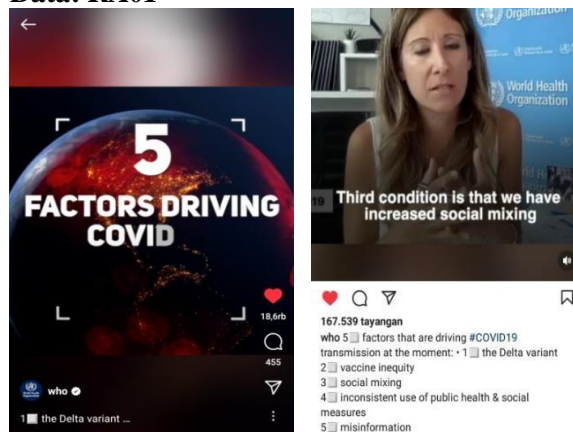 Data: RA01
5
FACTORS DRIVING
COVID
18,6rb
455
who
1 the Delta variant ...
World Health
Organization
Third condition is that we have
increased social mixing
167.539 tayangan
who 5 factors that are driving #COVID19
transmission at the moment: • 1 the Delta variant
2 vaccine inequity
3 social mixing
4 inconsistent use of public health & social
measures
5 misinformation